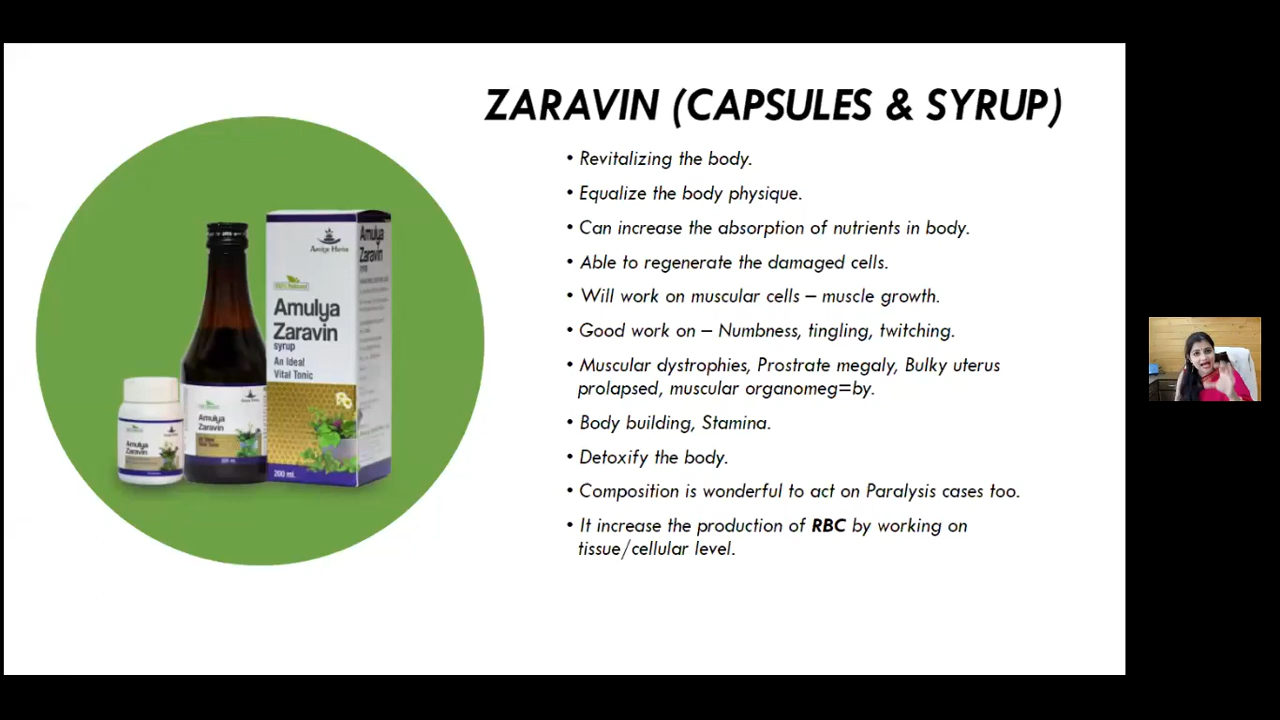 ZARAVIN (CAPSULES & SYRUP)
• Revitalizing the body.
• Equalize the body physique.
• Can increase the absorption of nutrients in body.
• Able to regenerate the damaged cells.
• Will work on muscular cells – muscle growth.
• Good work on – Numbness, tingling, twitching.
• Muscular dystrophies, Prostrate megaly, Bulky uterus
prolapsed, muscular organomeg=by.
• Body building, Stamina.
• Detoxify the body.
• Composition is wonderful to act on Paralysis cases too.
• It increase the production of RBC by working on
tissue/cellular level.
Amulya
Zaravin
syrup
An Ideal
Vital Tonic
200 ml.
Amulya
Zaravin
Amulya
Zaravin
Amulya
Zaravin